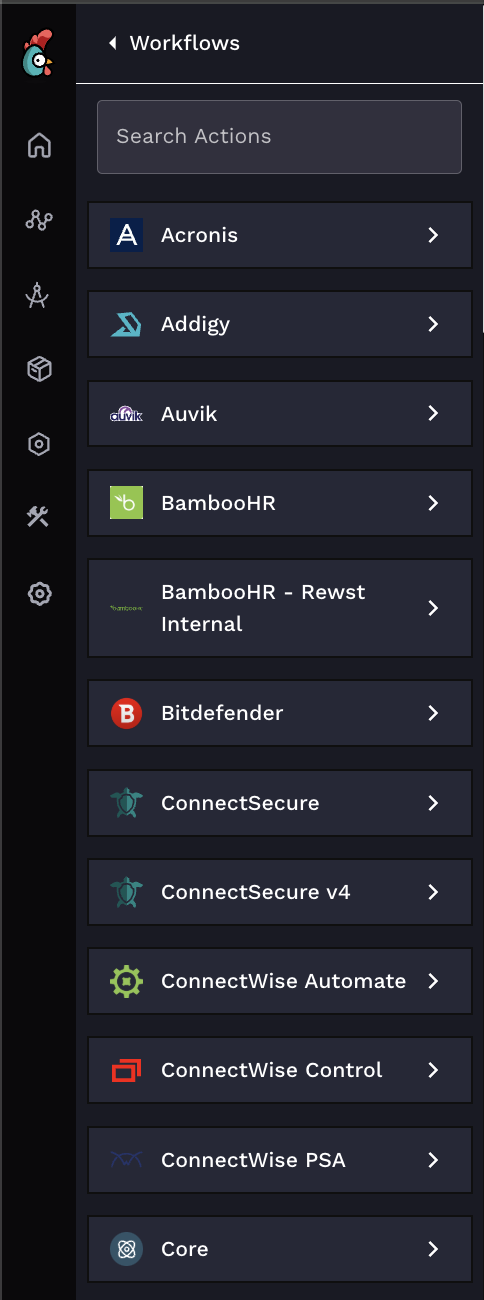 Workflows
Search Actions
Acronis
Addigy
auvik
Auvik
b
BambooHR
bambooHR
BambooHR - Rewst
Internal
B
Bitdefender
ConnectSecure
ConnectSecure v4
ConnectWise Automate
ConnectWise Control
ConnectWise PSA
Core